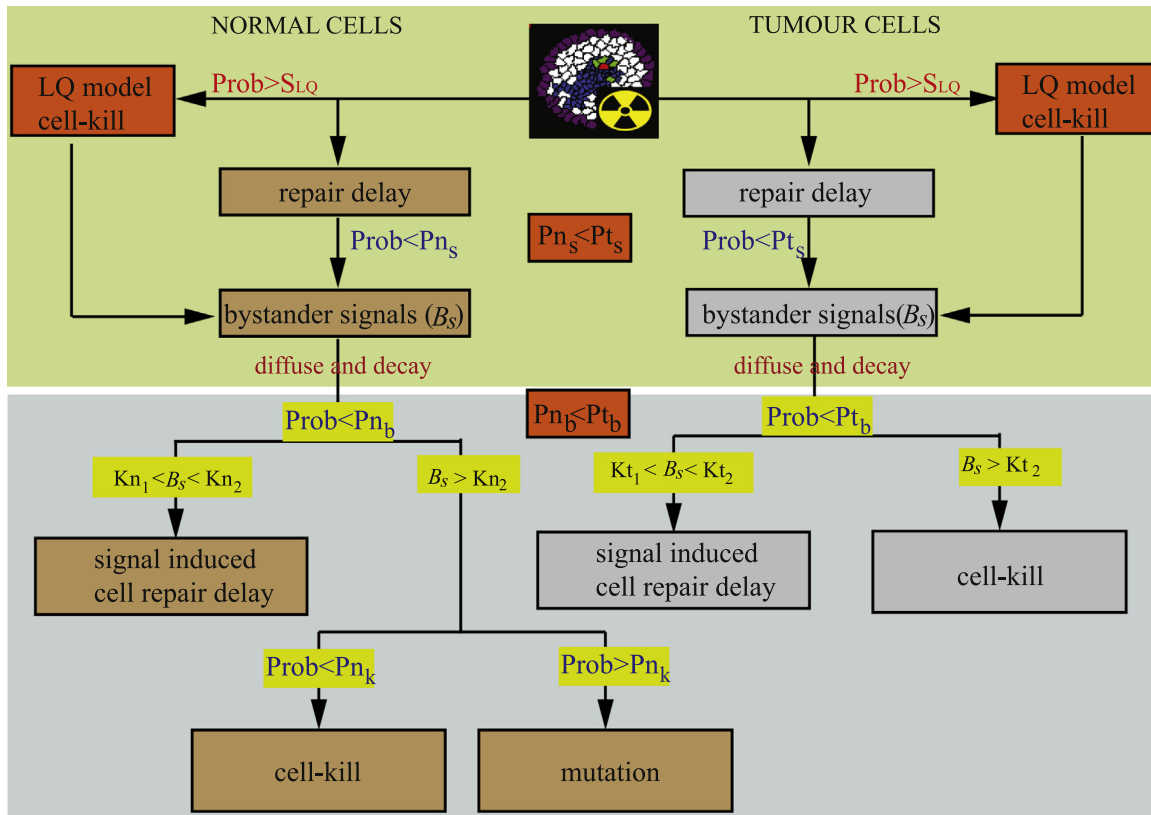 NORMAL CELLS
TUMOUR CELLS
LQ model
cell-kill
Prob>SLQ
Prob>SLQ
LQ model
cell-kill
repair delay
repair delay
Prob<Pns
Pns<Pts
Prob<Pts
bystander signals (Bs)
bystander signals(Bs)
diffuse and decay
diffuse and decay
Prob<Pnb
Pnb<Ptb
Prob<Ptb
Kn1<Bs< Kn2
Bs > Kn2
Kt1< Bs< Kt2
Bs > Kt 2
signal induced
cell repair delay
signal induced
cell repair delay
cell-kill
Prob<Pnk
Prob>Pnk
cell-kill
mutation